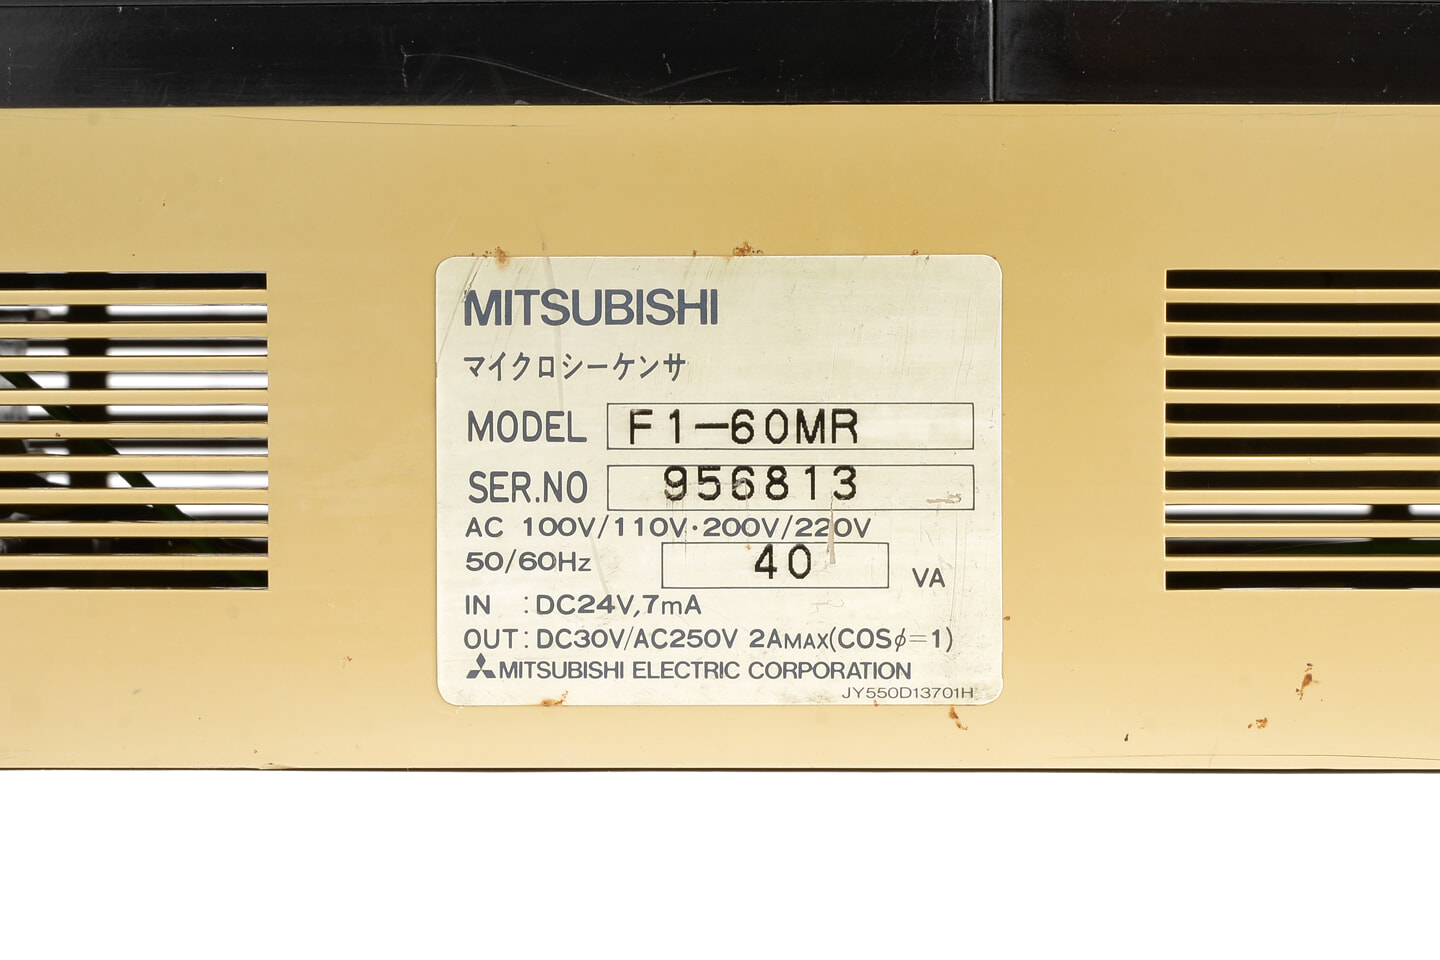 MITSUBISHI
マイクロシーケンサ
MODEL F1-60MR
SER.NO 956813
AC 100V/110V·200V/220V
50/60Hz 40 VA
IN : DC24V,7mA
OUT: DC30V/AC250V 2AMAX(COSφ=1)
MITSUBISHI ELECTRIC CORPORATION
JY550D13701H